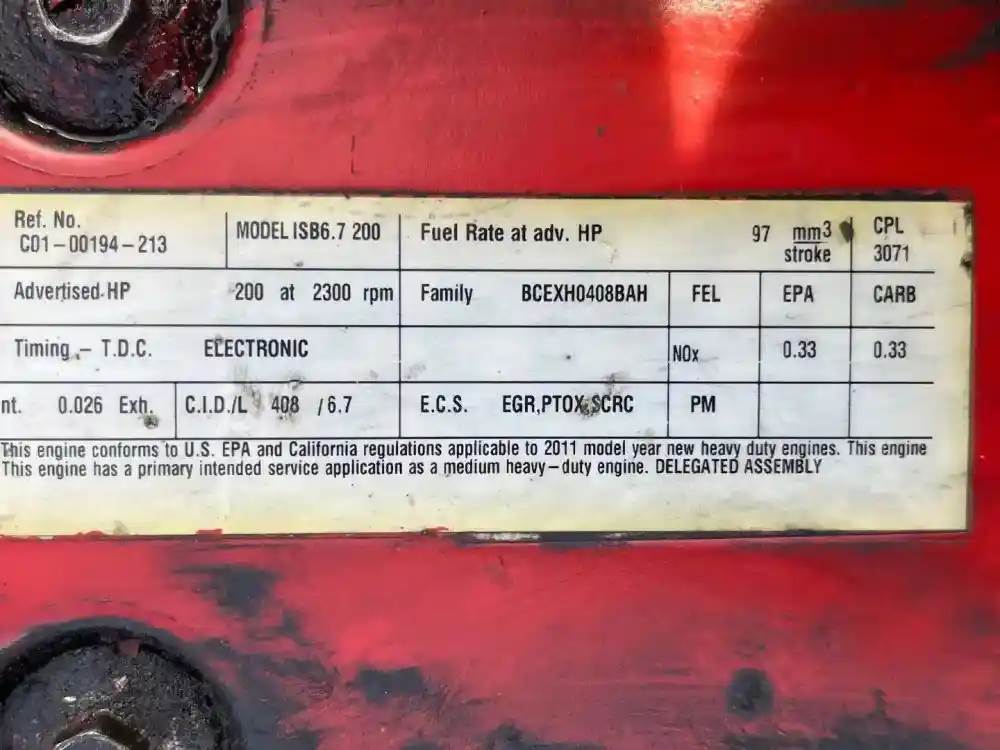 Ref. No. MODEL ISB6.7 200 Fuel Rate at adv. HP 97 mm3 CPL
C01-00194-213 stroke 3071
Advertised HP 200 at 2300 rpm Family BCEXH0408BAH FEL EPA CARB
Timing - T.D.C. ELECTRONIC NOx 0.33 0.33
nt. 0.026 Exh. C.I.D./L 408 /6.7 E.C.S. EGR,PTOX,SCRC PM
This engine conforms to U.S. EPA and California regulations applicable to 2011 model year new heavy duty engines. This engine
This engine has a primary intended service application as a medium heavy-duty engine. DELEGATED ASSEMBLY